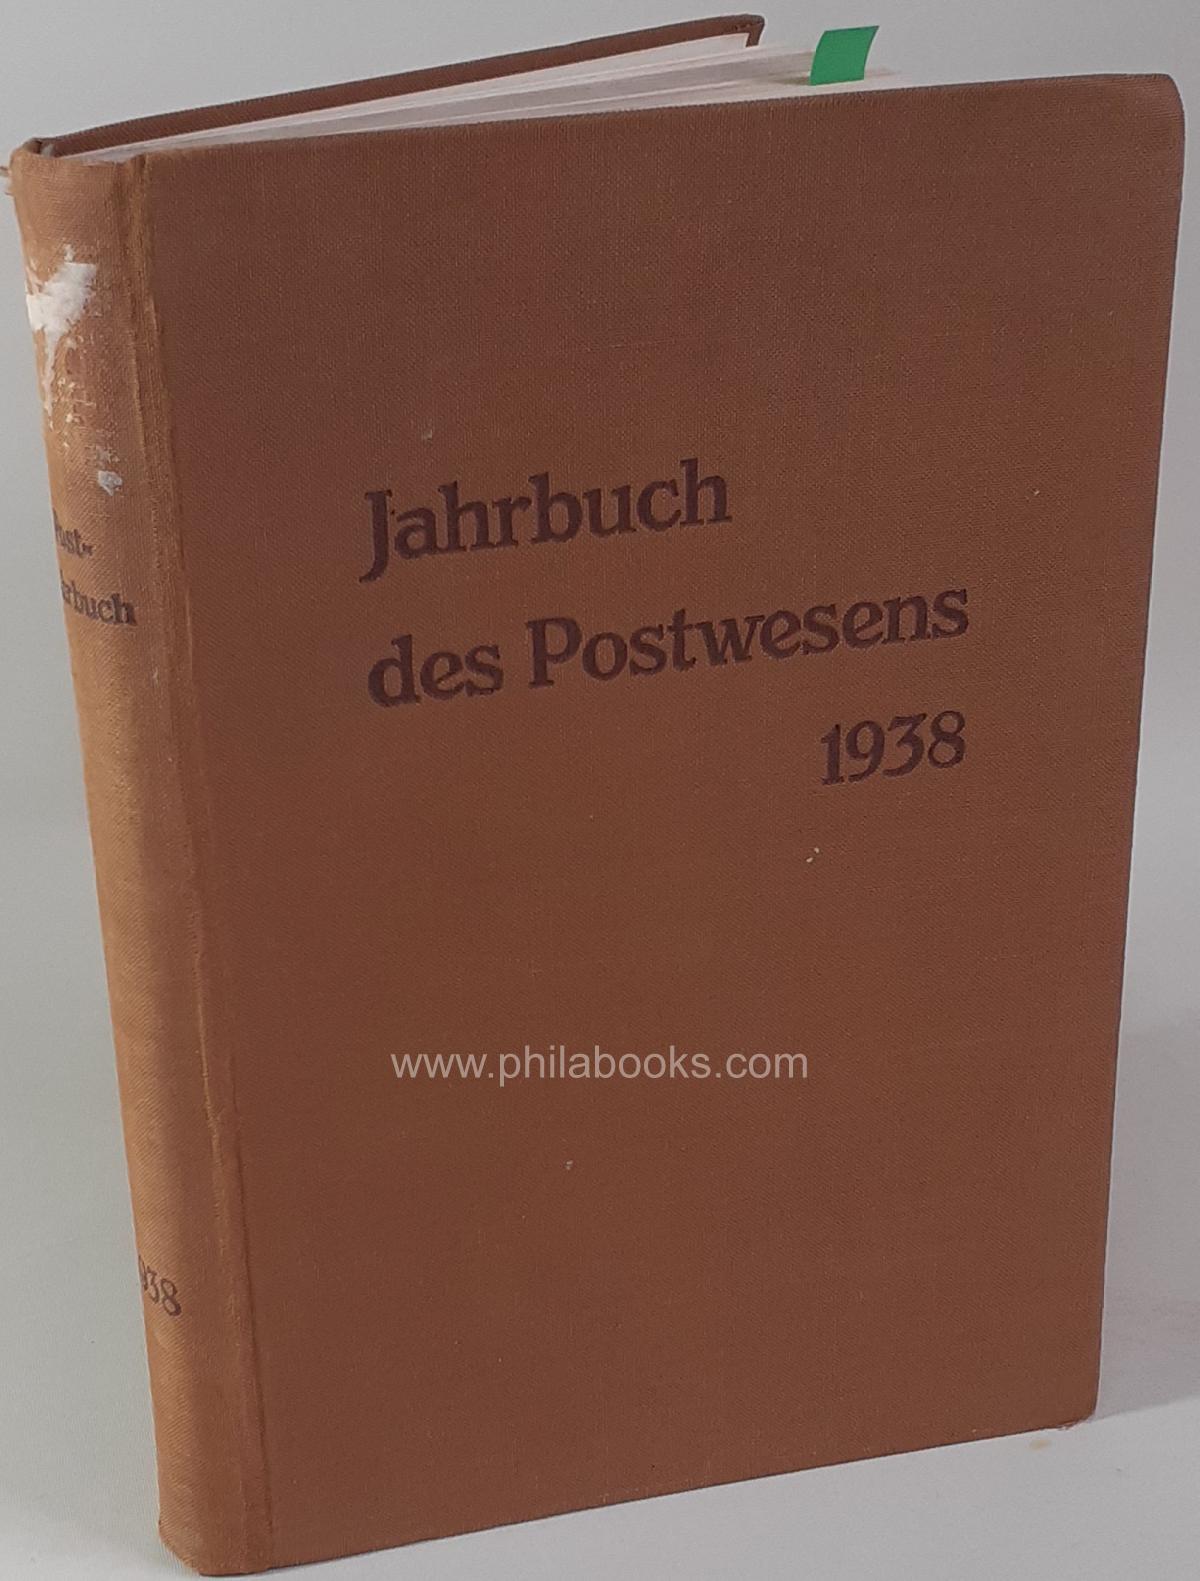 Jahrbuch
des Postwesens
1938
www.philabooks.com